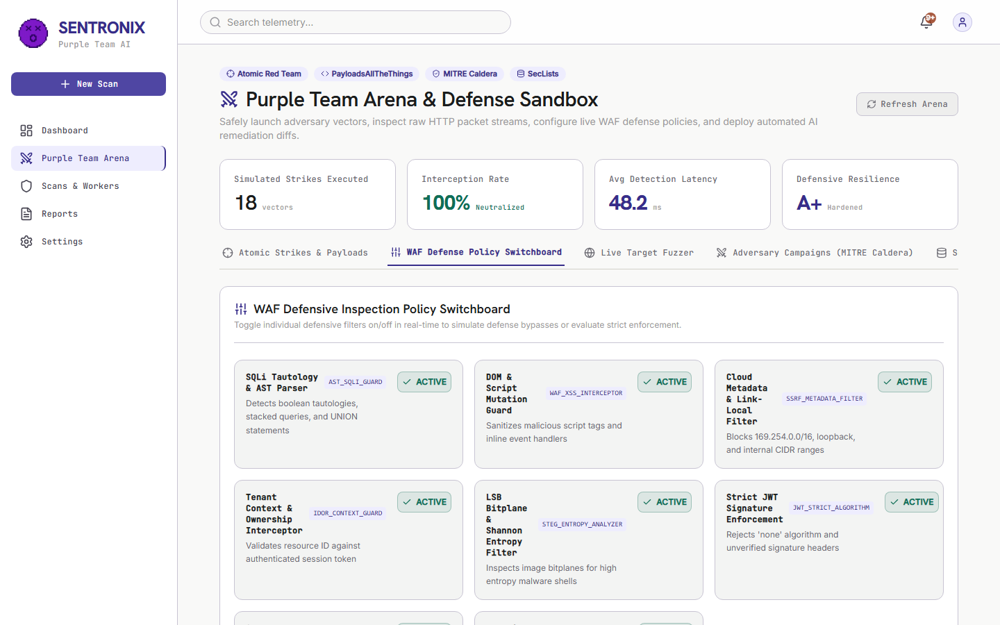 SENTRONIX
Purple Team AI
New Scan
Dashboard
Purple Team Arena
Scans & Workers
Reports
Settings
Search telemetry...
9+
Atomic Red Team
PayloadsAllTheThings
MITRE Caldera
SecLists
Purple Team Arena & Defense Sandbox
Safely launch adversary vectors, inspect raw HTTP packet streams, configure live WAF defense policies, and deploy automated AI
remediation diffs.
Refresh Arena
Simulated Strikes Executed
18 vectors
Interception Rate
100% Neutralized
Avg Detection Latency
48.2 ms
Defensive Resilience
A+ Hardened
Atomic Strikes & Payloads
WAF Defense Policy Switchboard
Live Target Fuzzer
Adversary Campaigns (MITRE Caldera)
S
WAF Defensive Inspection Policy Switchboard
Toggle individual defensive filters on/off in real-time to simulate defense bypasses or evaluate strict enforcement.
SQLi Tautology
& AST Parser
AST_SQLI_GUARD
ACTIVE
Detects boolean tautologies,
stacked queries, and UNION
statements
DOM &
Script
Mutation
Guard
WAF_XSS_INTERCEPTOR
ACTIVE
Sanitizes malicious script tags and
inline event handlers
Cloud
Metadata
& Link-
Local
Filter
SSRF_METADATA_FILTER
ACTIVE
Blocks 169.254.0.0/16, loopback,
and internal CIDR ranges
Tenant
Context &
Ownership
Interceptor
IDOR_CONTEXT_GUARD
ACTIVE
Validates resource ID against
authenticated session token
LSB
Bitplane
&
Shannon
Entropy
Filter
STEG_ENTROPY_ANALYZER
ACTIVE
Inspects image bitplanes for high
entropy malware shells
Strict JWT
Signature
Enforcement
JWT_STRICT_ALGORITHM
ACTIVE
Rejects 'none' algorithm and
unverified signature headers